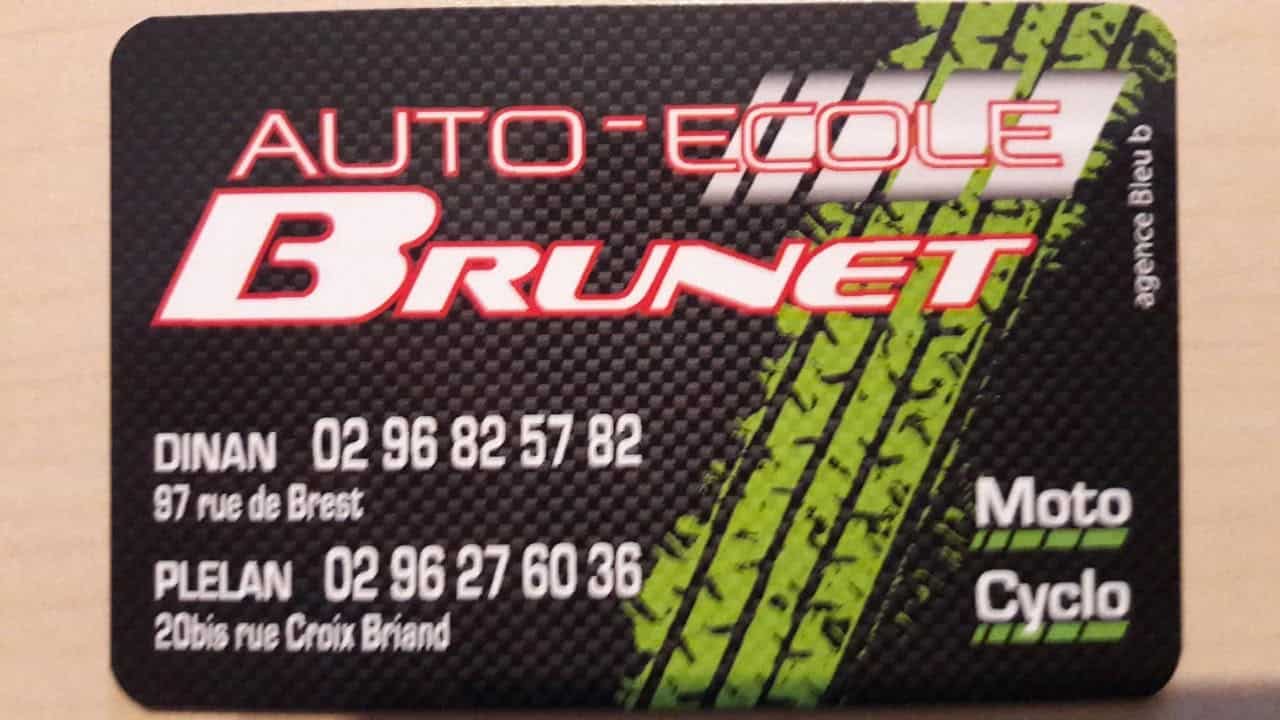 AUTO-ECOLE
BRUNET
agence Bleu b
DINAN 02 96 82 57 82
97 rue de Brest
PLELAN 02 96 27 60 36
20bis rue Croix Briand
Moto
Cyclo